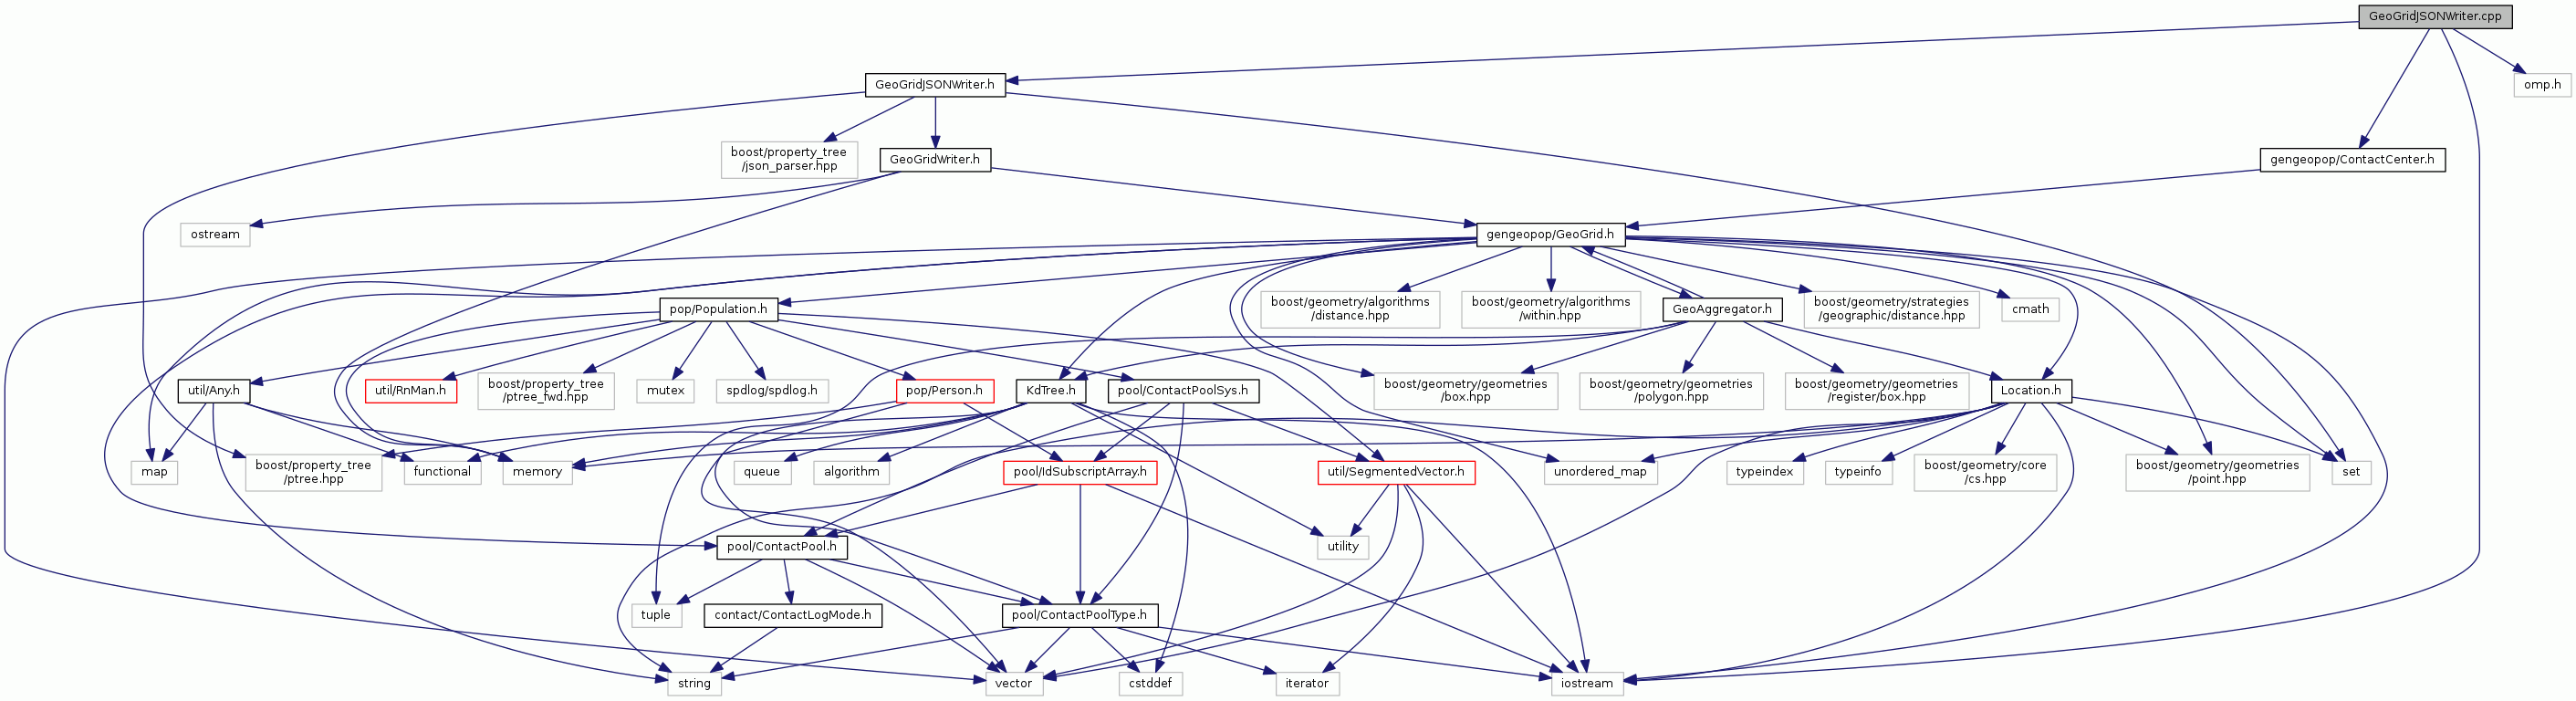 GeoGridJSONWriter.cpp
GeoGridJSONWriter.h
omp.h
boost/property_tree
/json_parser.hpp
GeoGridWriter.h
gengeopop/ContactCenter.h
ostream
gengeopop/GeoGrid.h
pop/Population.h
boost/geometry/algorithms
/distance.hpp
boost/geometry/algorithms
/within.hpp
GeoAggregator.h
boost/geometry/strategies
/geographic/distance.hpp
cmath
util/Any.h
util/RnMan.h
boost/property_tree
/ptree_fwd.hpp
mutex
spdlog/spdlog.h
pop/Person.h
KdTree.h
pool/ContactPoolSys.h
boost/geometry/geometries
/box.hpp
boost/geometry/geometries
/polygon.hpp
boost/geometry/geometries
/register/box.hpp
Location.h
map
boost/property_tree
/ptree.hpp
functional
memory
queue
algorithm
pool/IdSubscriptArray.h
util/SegmentedVector.h
unordered_map
typeindex
typeinfo
boost/geometry/core
/cs.hpp
boost/geometry/geometries
/point.hpp
set
pool/ContactPool.h
utility
tuple
contact/ContactLogMode.h
pool/ContactPoolType.h
string
vector
cstddef
iterator
iostream